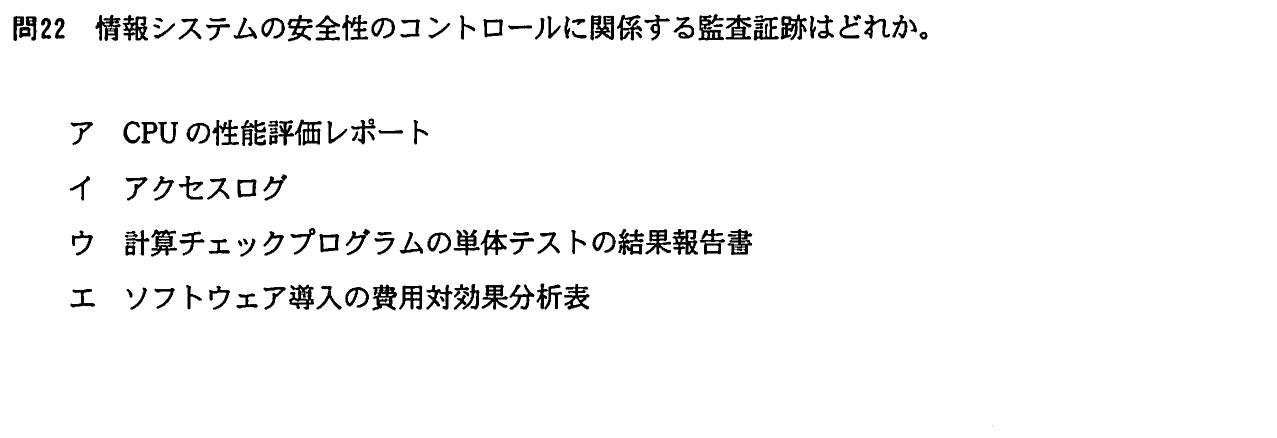 問22　情報システムの安全性のコントロールに関係する監査証跡はどれか。
ア　CPUの性能評価レポート
イ　アクセスログ
ウ　計算チェックプログラムの単体テストの結果報告書
エ　ソフトウェア導入の費用対効果分析表